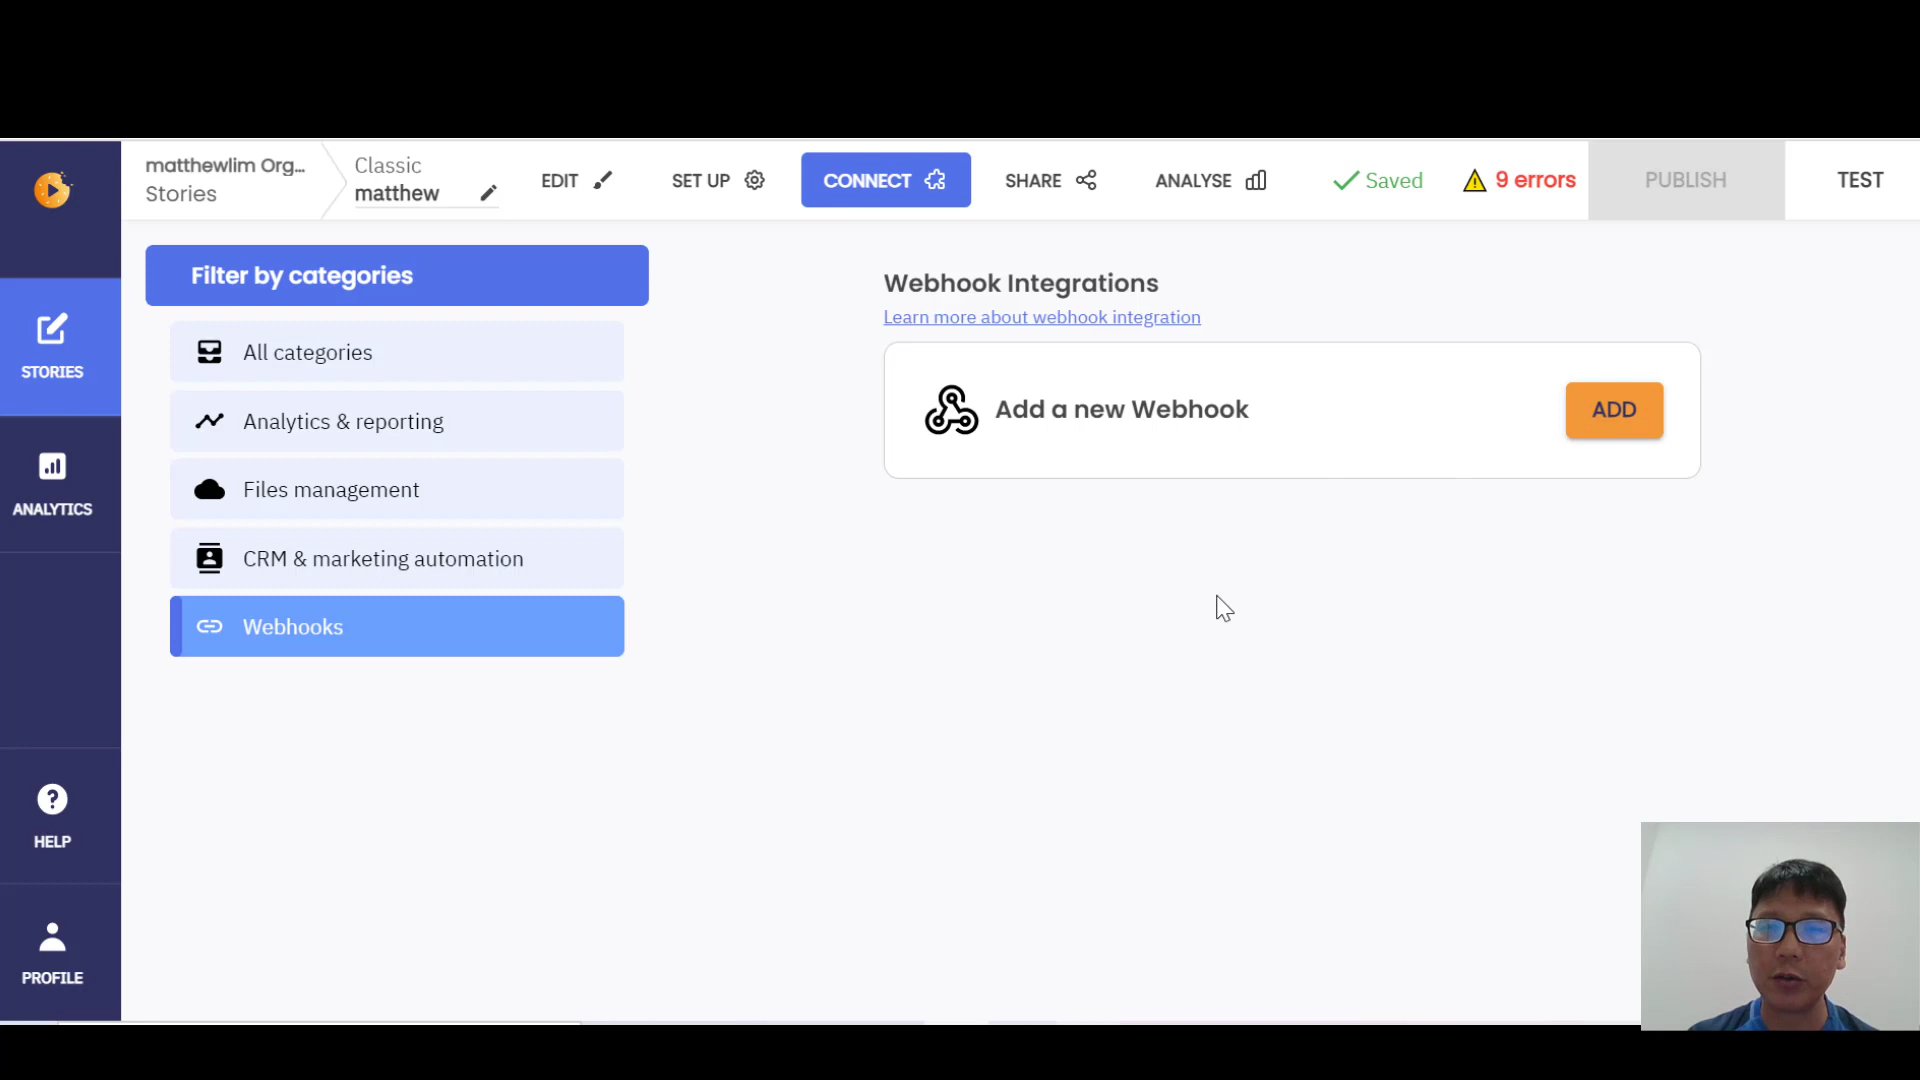 matthewlim Org...
Stories
Classic
matthew
EDIT
SET UP
CONNECT
SHARE
ANALYSE
Saved
9 errors
PUBLISH
TEST
STORIES
ANALYTICS
HELP
PROFILE
Filter by categories
All categories
Analytics & reporting
Files management
CRM & marketing automation
Webhooks
Webhook Integrations
Learn more about webhook integration
Add a new Webhook
ADD